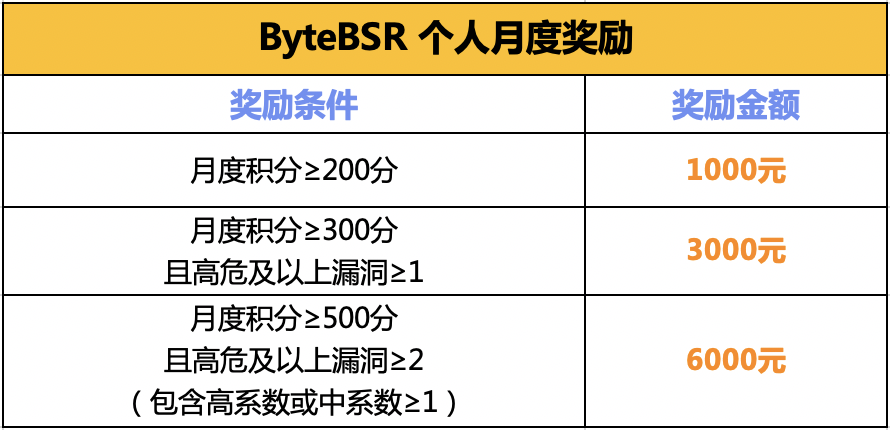 ByteBSR 个人月度奖励
奖励条件
奖励金额
月度积分≥200分
1000元
月度积分≥300分
且高危及以上漏洞≥1
3000元
月度积分≥500分
且高危及以上漏洞≥2
（包含高系数或中系数≥1）
6000元